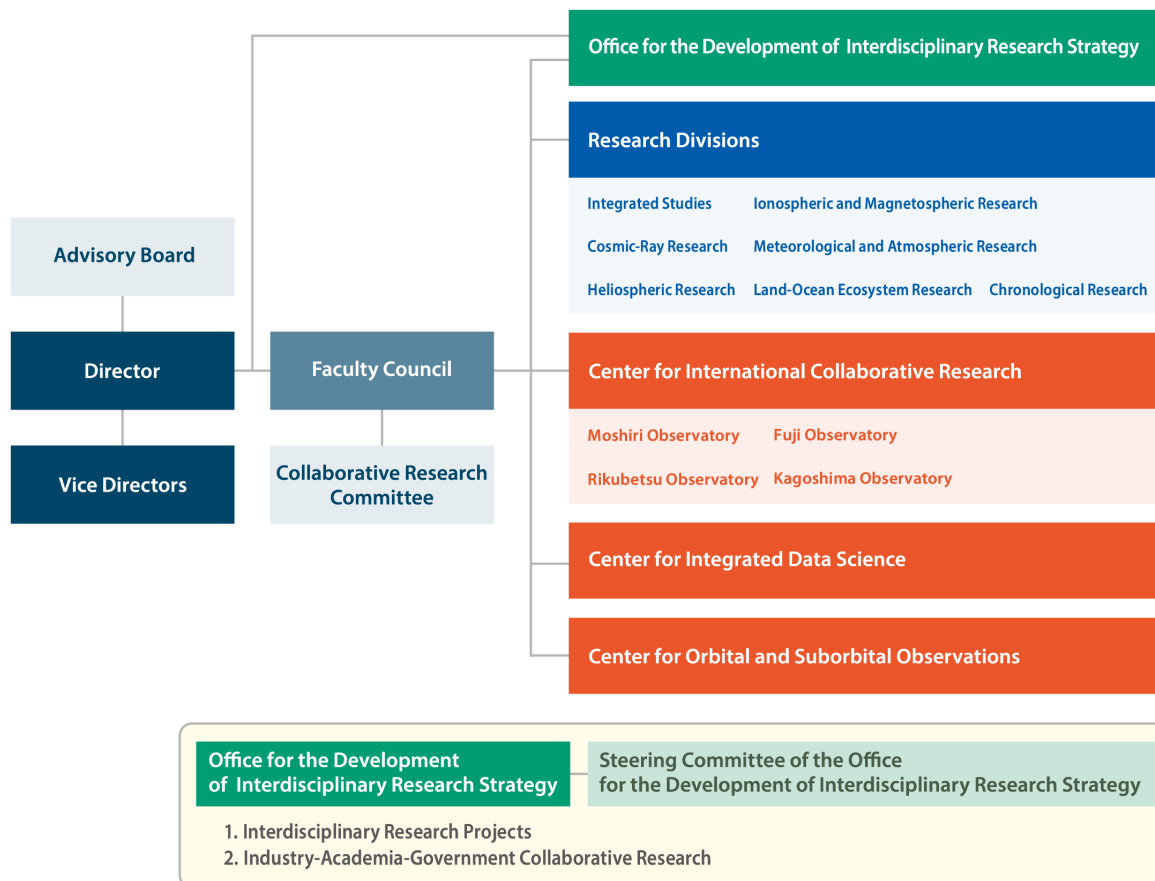 Office for the Development of Interdisciplinary Research Strategy
Research Divisions
Integrated Studies
Ionospheric and Magnetospheric Research
Cosmic-Ray Research
Meteorological and Atmospheric Research
Heliospheric Research
Land-Ocean Ecosystem Research
Chronological Research
Advisory Board
Director
Faculty Council
Vice Directors
Collaborative Research
Committee
Center for International Collaborative Research
Moshiri Observatory
Fuji Observatory
Rikubetsu Observatory
Kagoshima Observatory
Center for Integrated Data Science
Center for Orbital and Suborbital Observations
Office for the Development
of Interdisciplinary Research Strategy
Steering Committee of the Office
for the Development of Interdisciplinary Research Strategy
1. Interdisciplinary Research Projects
2. Industry-Academia-Government Collaborative Research